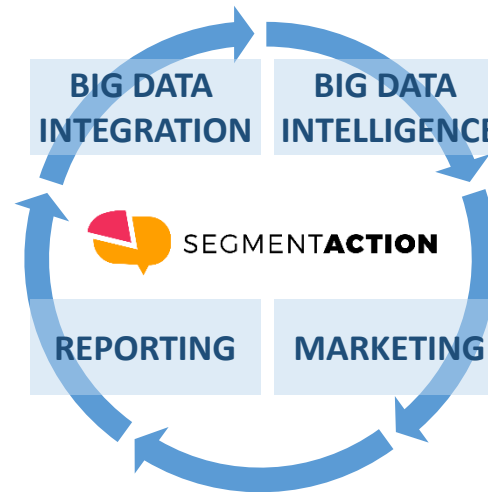 BIG DATA
INTEGRATION
BIG DATA
INTELLIGENCE
SEGMENTACTION
REPORTING
MARKETING